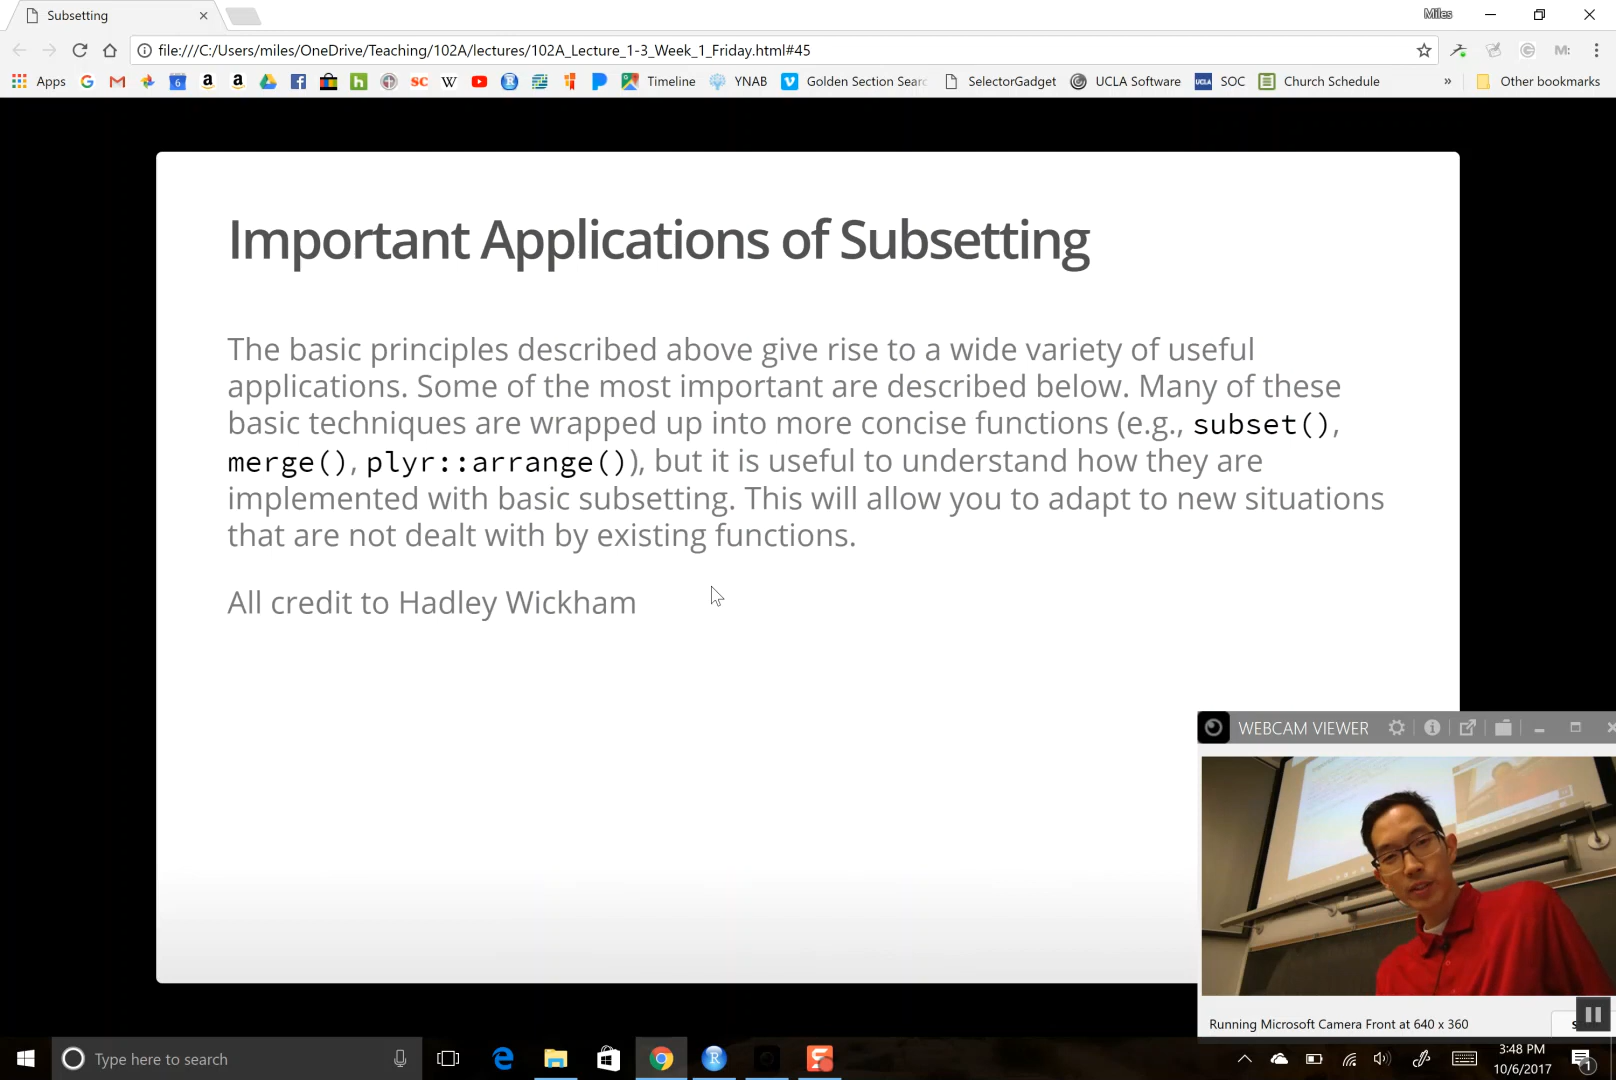 Subsetting
Miles
file:///C:/Users/miles/OneDrive/Teaching/102A/lectures/102A_Lecture_1-3_Week_1_Friday.html#45
M:
Apps
6
a
a
h
SC
W
Timeline
YNAB
Golden Section Searc
SelectorGadget
UCLA Software
UCLA
SOC
Church Schedule
»
Other bookmarks
Important Applications of Subsetting
The basic principles described above give rise to a wide variety of useful
applications. Some of the most important are described below. Many of these
basic techniques are wrapped up into more concise functions (e.g., subset(),
merge(), plyr::arrange()), but it is useful to understand how they are
implemented with basic subsetting. This will allow you to adapt to new situations
that are not dealt with by existing functions.
All credit to Hadley Wickham
WEBCAM VIEWER
Running Microsoft Camera Front at 640 x 360
Type here to search
R
3:48 PM
10/6/2017
1